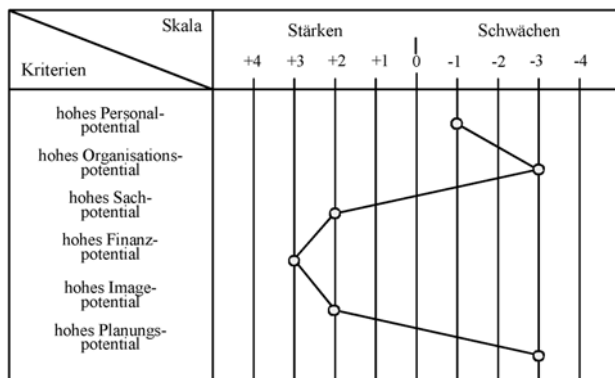 Skala
Kriterien
Stärken
Schwächen
+4 +3 +2 +1 0 -1 -2 -3 -4
hohes Personal-
potential
hohes Organisations-
potential
hohes Sach-
potential
hohes Finanz-
potential
hohes Image-
potential
hohes Planungs-
potential